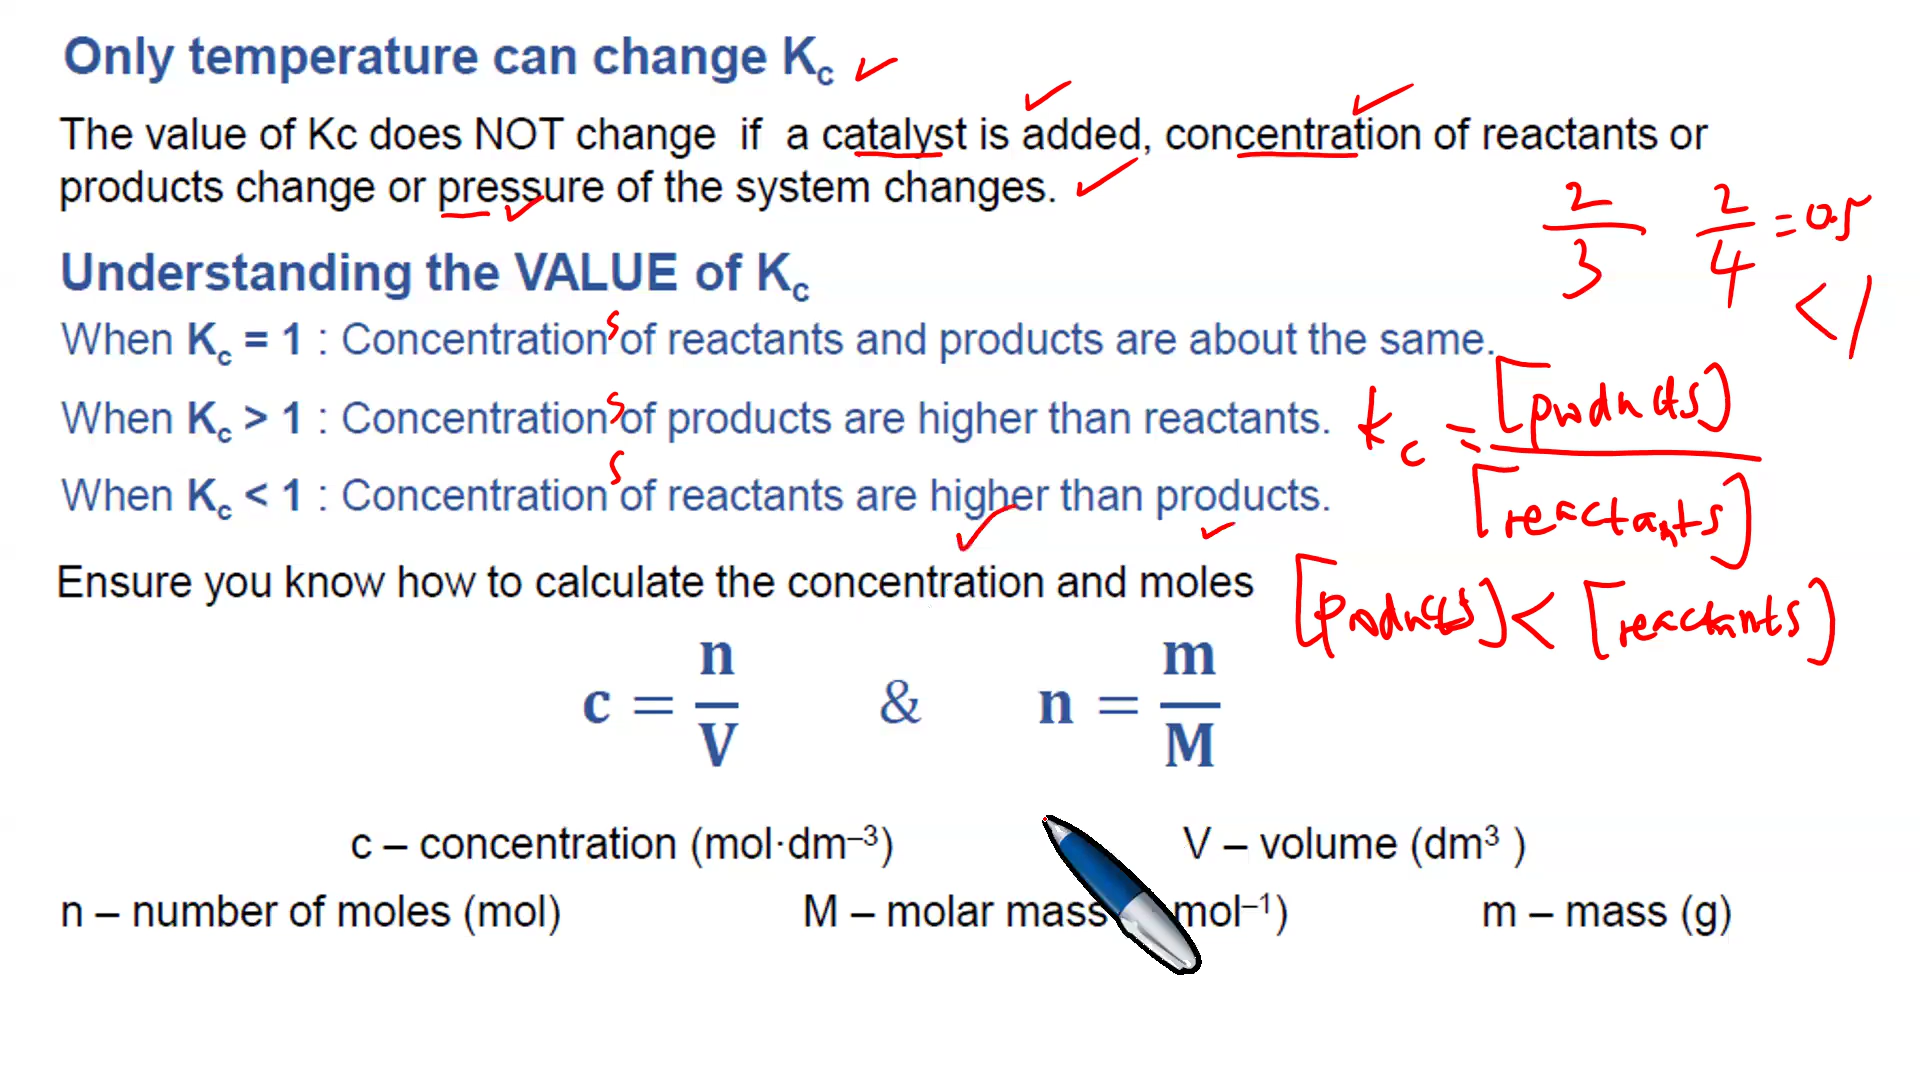 Only temperature can change Kc
The value of Kc does NOT change if a catalyst is added, concentration of reactants or
products change or pressure of the system changes.
2/3 2/4 = 0.5
< 1
Understanding the VALUE of Kc
When Kc = 1 : Concentrations of reactants and products are about the same.
When Kc > 1 : Concentrations of products are higher than reactants.
When Kc < 1 : Concentrations of reactants are higher than products.
kc = [products]/[reactants]
Ensure you know how to calculate the concentration and moles
[products] < [reactants]
c = n/V & n = m/M
c – concentration (mol·dm⁻³) V – volume (dm³ )
n – number of moles (mol) M – molar mass mol⁻¹) m – mass (g)